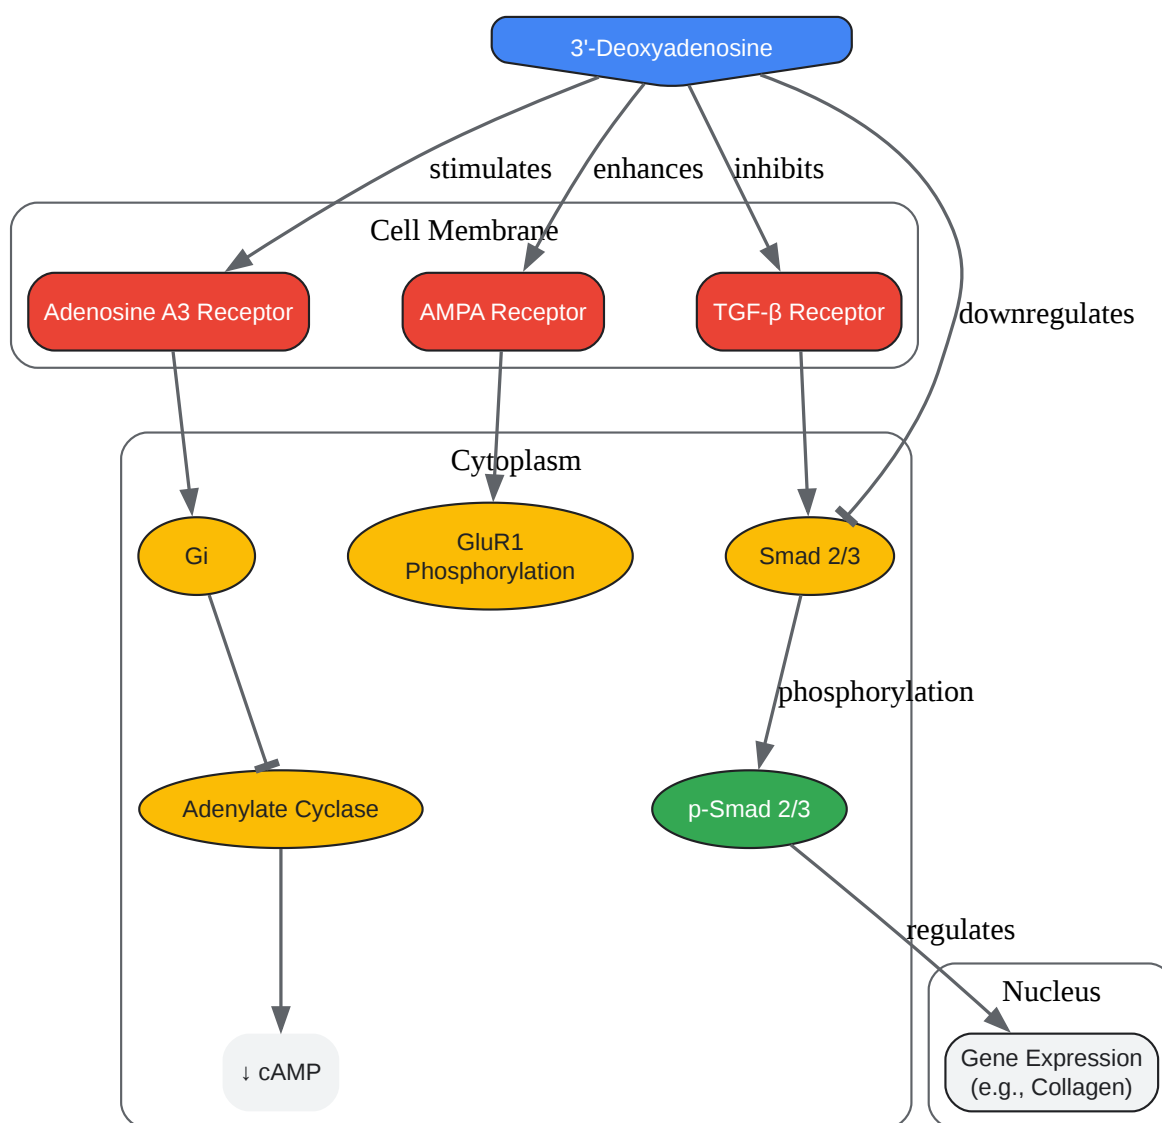 3'-Deoxyadenosine
stimulates
enhances
inhibits
Cell Membrane
Adenosine A3 Receptor
AMPA Receptor
TGF-β Receptor
downregulates
Cytoplasm
Gi
GluR1
Phosphorylation
Smad 2/3
phosphorylation
Adenylate Cyclase
p-Smad 2/3
regulates
Nucleus
↓ cAMP
Gene Expression
(e.g., Collagen)